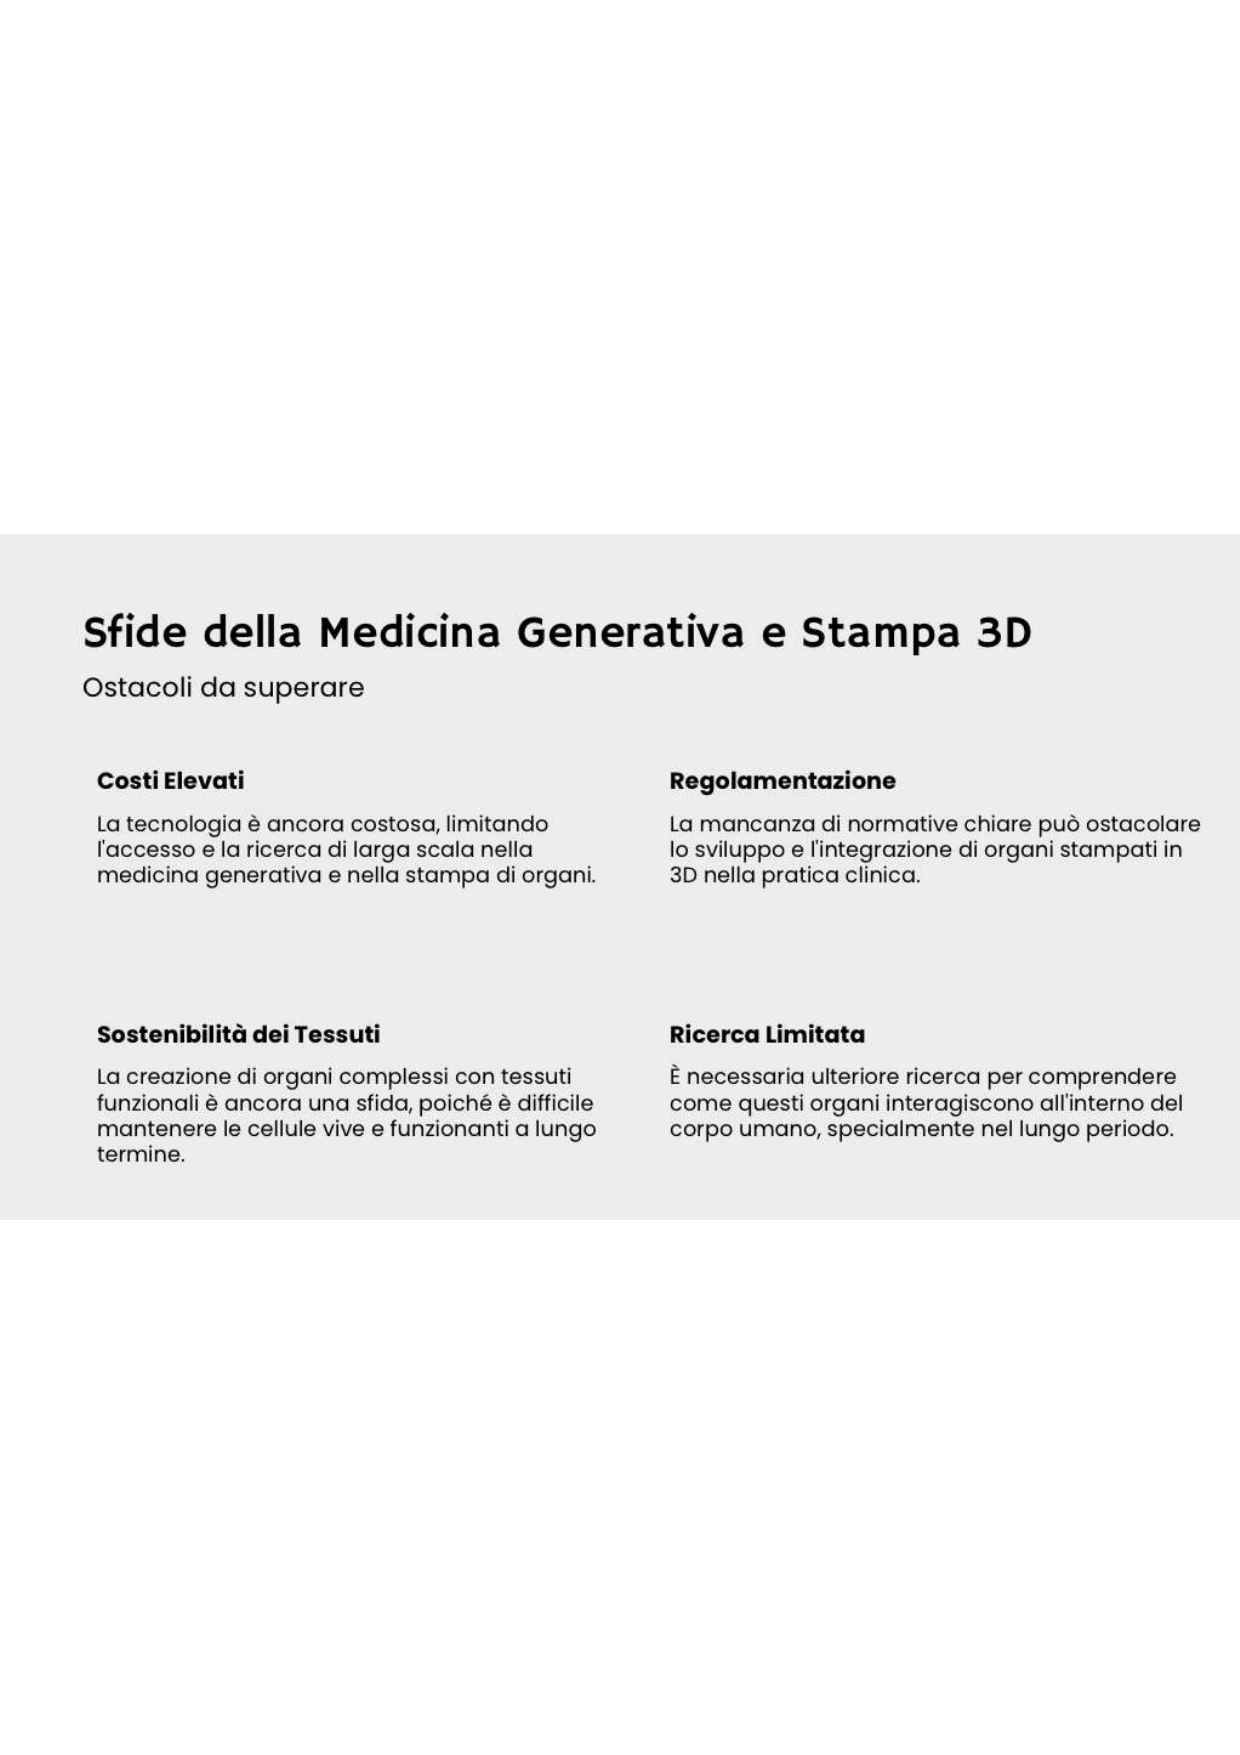 Sfide della Medicina Generativa e Stampa 3D
Ostacoli da superare
Costi Elevati
La tecnologia è ancora costosa, limitando
l'accesso e la ricerca di larga scala nella
medicina generativa e nella stampa di organi.
Regolamentazione
La mancanza di normative chiare può ostacolare
lo sviluppo e l'integrazione di organi stampati in
3D nella pratica clinica.
Sostenibilità dei Tessuti
La creazione di organi complessi con tessuti
funzionali è ancora una sfida, poiché è difficile
mantenere le cellule vive e funzionanti a lungo
termine.
Ricerca Limitata
È necessaria ulteriore ricerca per comprendere
come questi organi interagiscono all'interno del
corpo umano, specialmente nel lungo periodo.